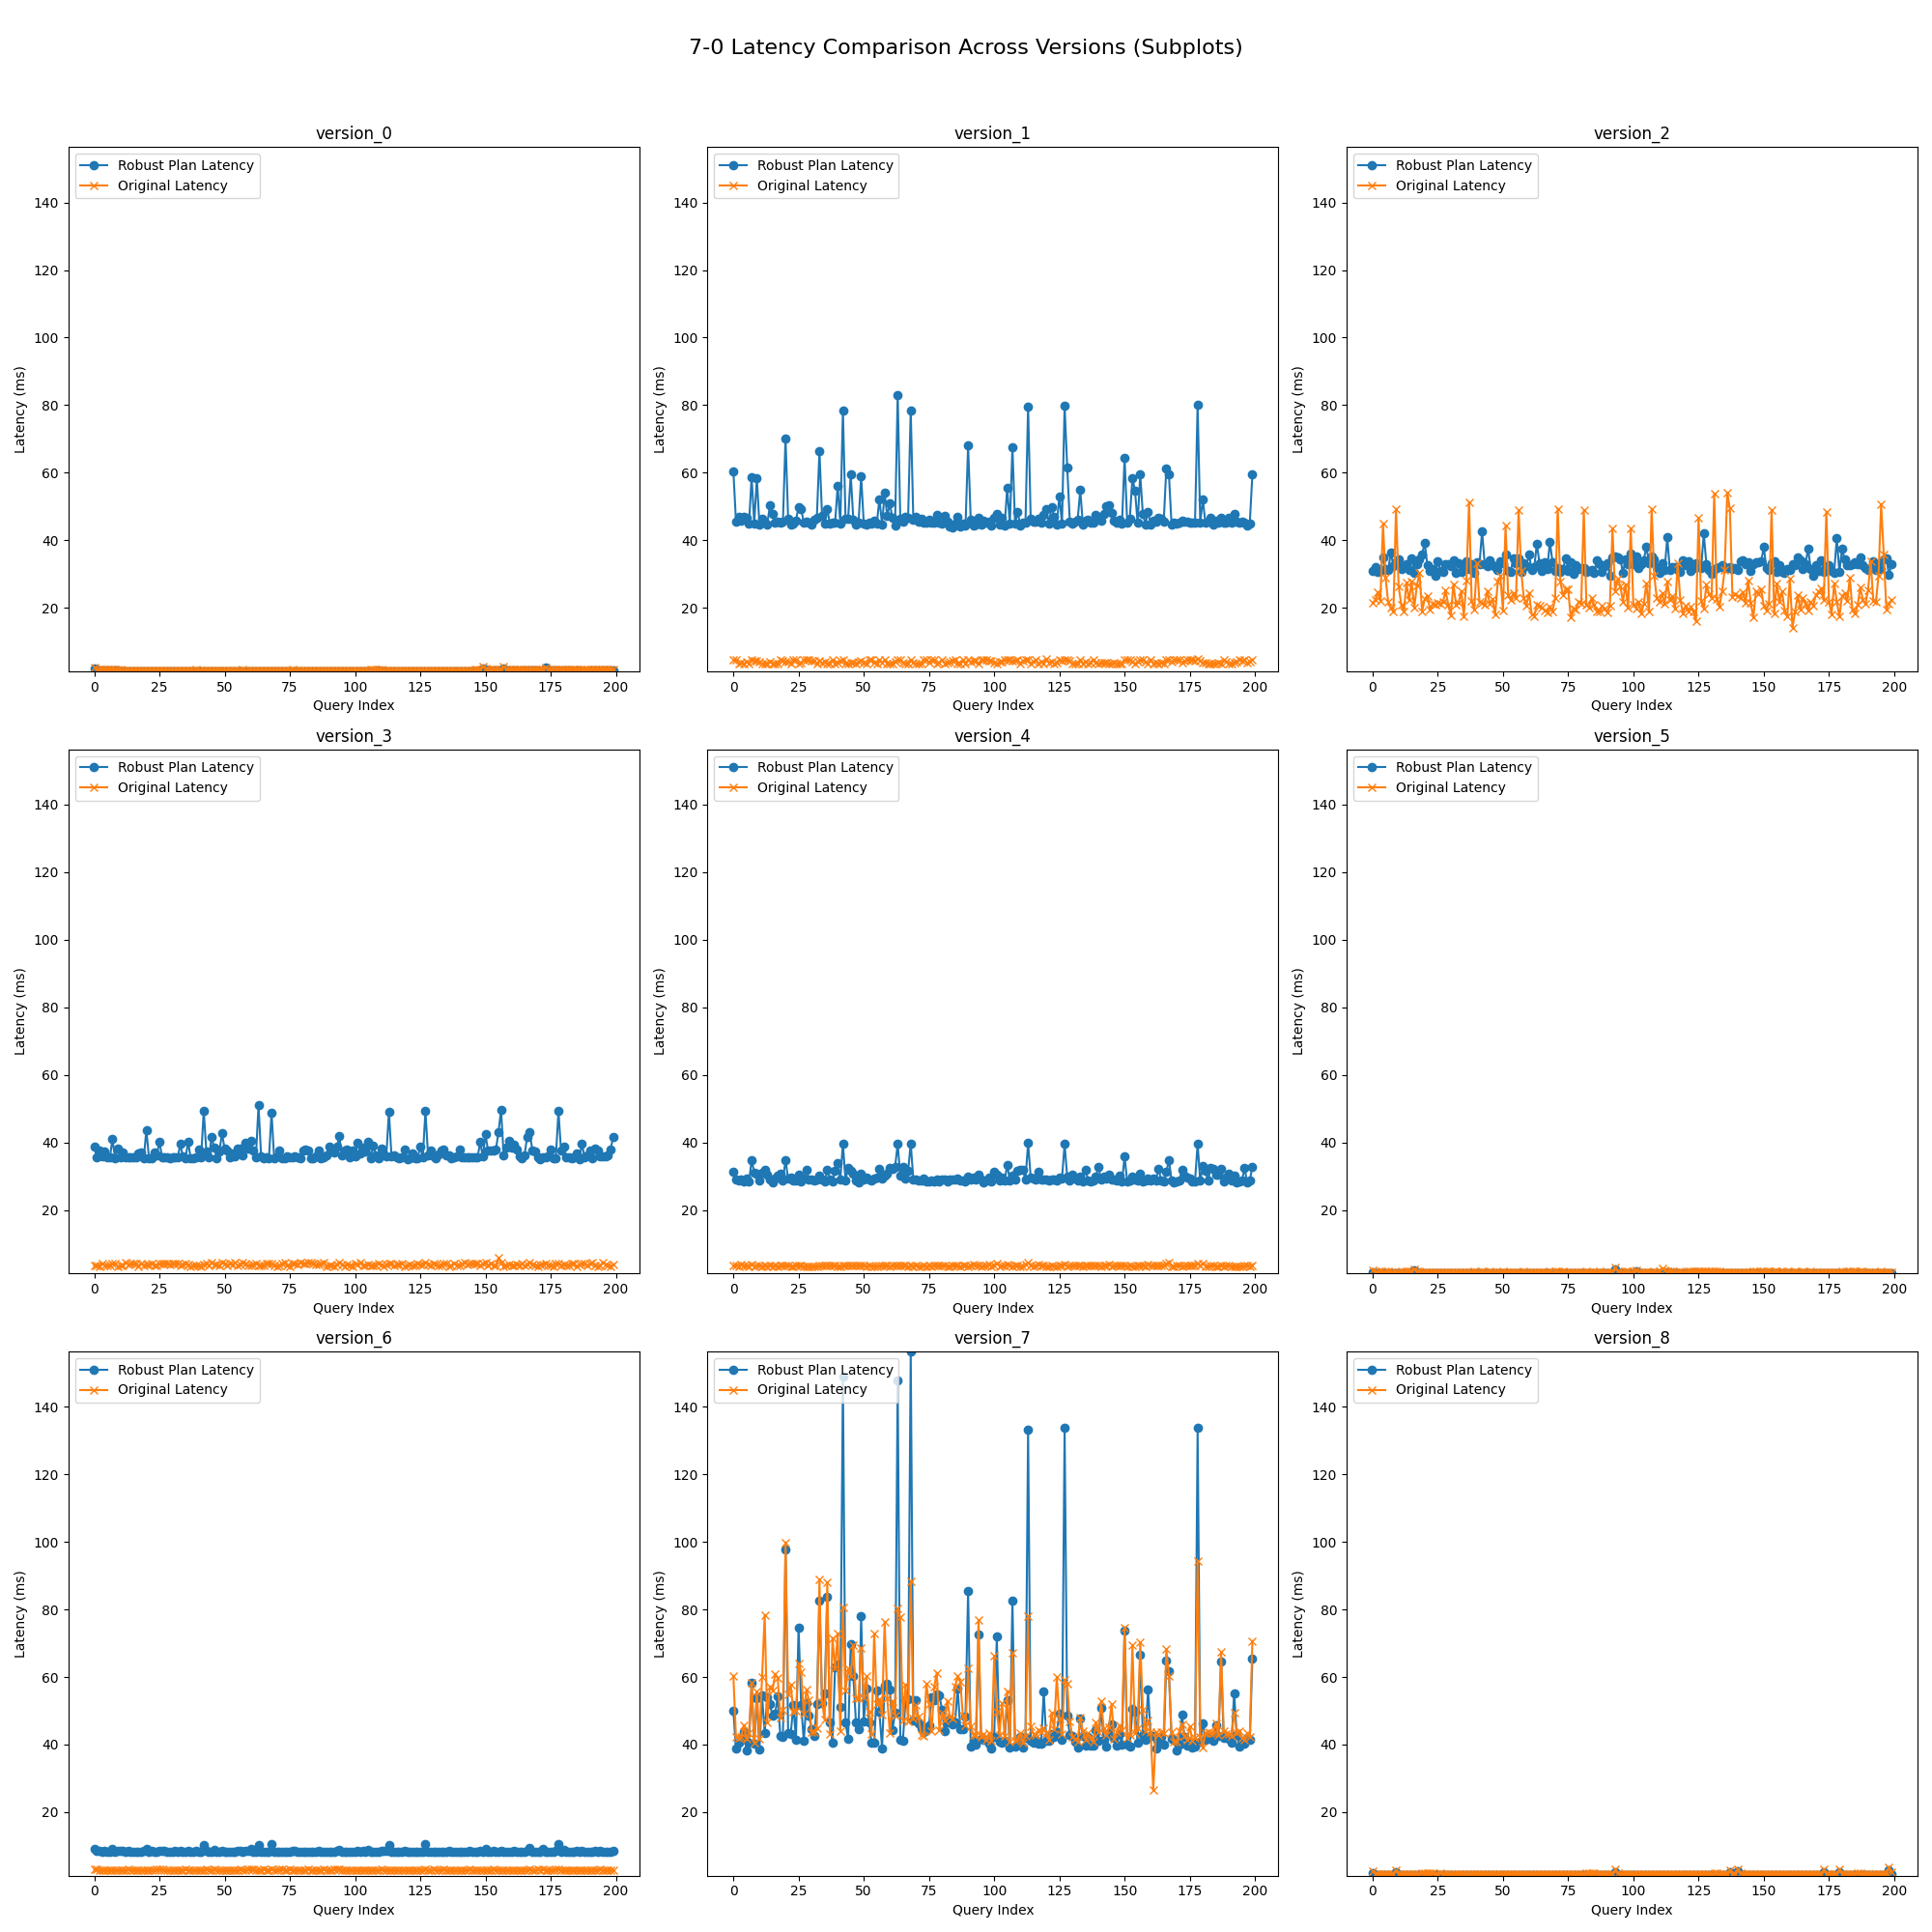 7-0 Latency Comparison Across Versions (Subplots)
version_0
Robust Plan Latency
Original Latency
Latency (ms)
140
120
100
80
60
40
20
0 25 50 75 100 125 150 175 200
Query Index
version_1
Robust Plan Latency
Original Latency
Latency (ms)
140
120
100
80
60
40
20
0 25 50 75 100 125 150 175 200
Query Index
version_2
Robust Plan Latency
Original Latency
Latency (ms)
140
120
100
80
60
40
20
0 25 50 75 100 125 150 175 200
Query Index
version_3
Robust Plan Latency
Original Latency
Latency (ms)
140
120
100
80
60
40
20
0 25 50 75 100 125 150 175 200
Query Index
version_4
Robust Plan Latency
Original Latency
Latency (ms)
140
120
100
80
60
40
20
0 25 50 75 100 125 150 175 200
Query Index
version_5
Robust Plan Latency
Original Latency
Latency (ms)
140
120
100
80
60
40
20
0 25 50 75 100 125 150 175 200
Query Index
version_6
Robust Plan Latency
Original Latency
Latency (ms)
140
120
100
80
60
40
20
0 25 50 75 100 125 150 175 200
Query Index
version_7
Robust Plan Latency
Original Latency
Latency (ms)
140
120
100
80
60
40
20
0 25 50 75 100 125 150 175 200
Query Index
version_8
Robust Plan Latency
Original Latency
Latency (ms)
140
120
100
80
60
40
20
0 25 50 75 100 125 150 175 200
Query Index